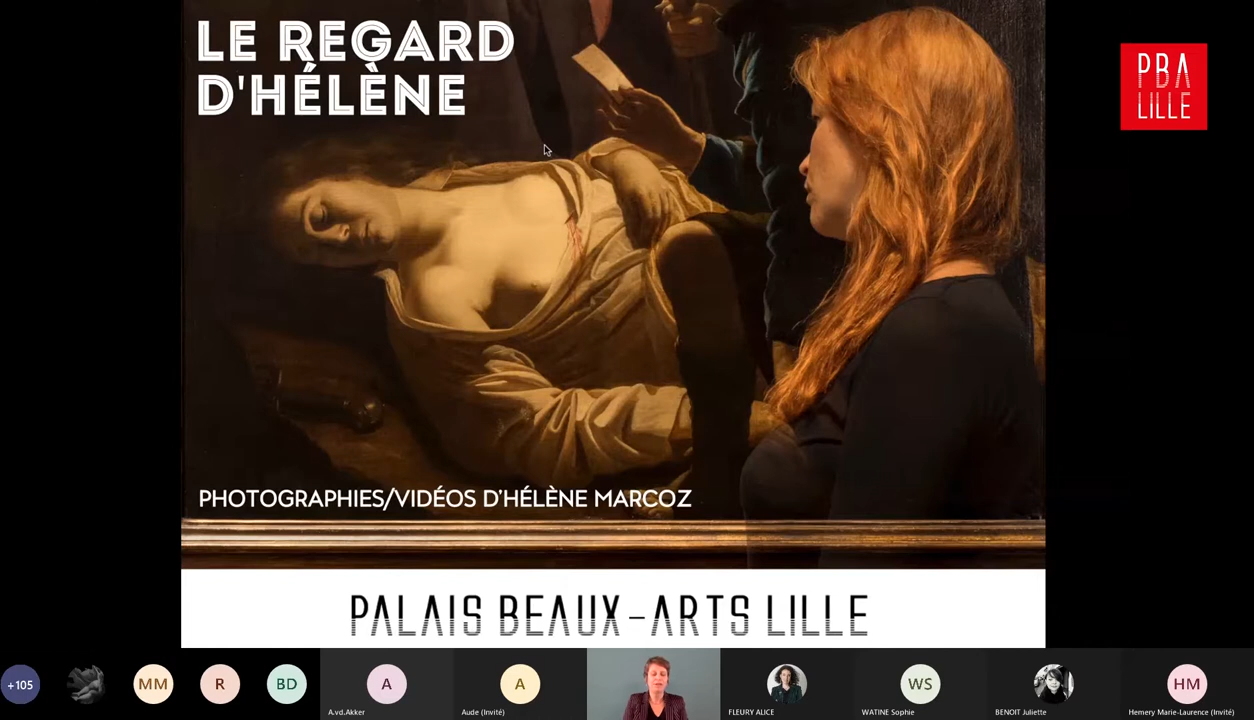 LE REGARD
D'HÉLÈNE
PBA
LILLE
PHOTOGRAPHIES/VIDÉOS D'HÉLÈNE MARCOZ
PALAIS BEAUX-ARTS LILLE
+105
MM
R
BD
A
A
WS
HM
A.vd.Akker
Aude (Invité)
FLEURY ALICE
WATINE Sophie
BENOIT Juliette
Hemery Marie-Laurence (Invité)